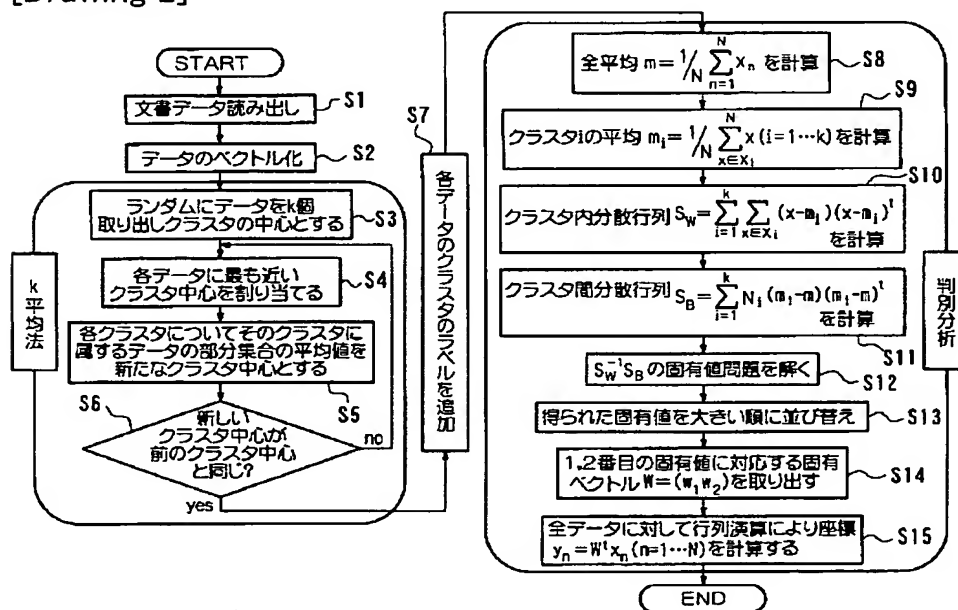 [Drawing 2]
START
文書データ読み出し
S1
データのベクトル化
S2
ランダムにデータをk個
取り出しクラスタの中心とする
S3
各データに最も近い
クラスタ中心を割り当てる
S4
各クラスタについてそのクラスタに
属するデータの部分集合の平均値を
新たなクラスタ中心とする
S5
S6
新しい
クラスタ中心が
前のクラスタ中心
と同じ?
no
yes
k平均法
S7
各データのクラスタのラベルを追加
全平均 m = 1/N Σ_{n=1}^{N} x_n を計算
S8
S9
クラスタiの平均 m_i = 1/N Σ_{x∈X_i}^{N} x (i=1…k) を計算
S10
クラスタ内分散行列 S_W = Σ_{i=1}^{k} Σ_{x∈X_i} (x-m_i)(x-m_i)^t
を計算
クラスタ間分散行列 S_B = Σ_{i=1}^{k} N_i (m_i-m)(m_i-m)^t
を計算
S11
S_W^{-1}S_B の固有値問題を解く
S12
得られた固有値を大きい順に並び替え
S13
1,2番目の固有値に対応する固有
ベクトル W=(w_1 w_2)を取り出す
S14
全データに対して行列演算により座標
y_n = W^t x_n (n=1…N)を計算する
S15
判別分析
END